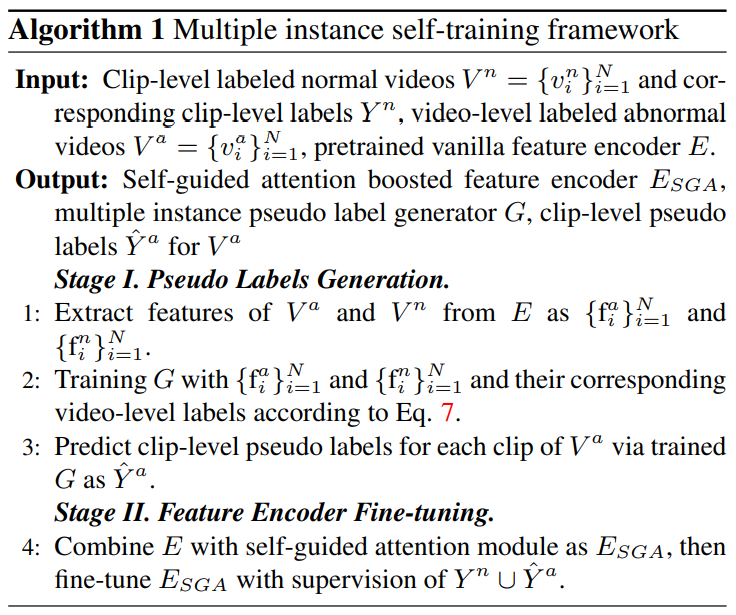 Algorithm 1 Multiple instance self-training framework
Input: Clip-level labeled normal videos $V^n = \{v_i^n\}_{i=1}^N$ and cor-
responding clip-level labels $Y^n$, video-level labeled abnormal
videos $V^a = \{v_i^a\}_{i=1}^N$, pretrained vanilla feature encoder $E$.
Output: Self-guided attention boosted feature encoder $E_{SGA}$,
multiple instance pseudo label generator $G$, clip-level pseudo
labels $\hat{Y}^a$ for $V^a$
Stage I. Pseudo Labels Generation.
1: Extract features of $V^a$ and $V^n$ from $E$ as $\{\mathrm{f}_i^a\}_{i=1}^N$ and
$\{\mathrm{f}_i^n\}_{i=1}^N$.
2: Training $G$ with $\{\mathrm{f}_i^a\}_{i=1}^N$ and $\{\mathrm{f}_i^n\}_{i=1}^N$ and their corresponding
video-level labels according to Eq. 7.
3: Predict clip-level pseudo labels for each clip of $V^a$ via trained
$G$ as $\hat{Y}^a$.
Stage II. Feature Encoder Fine-tuning.
4: Combine $E$ with self-guided attention module as $E_{SGA}$, then
fine-tune $E_{SGA}$ with supervision of $Y^n \cup \hat{Y}^a$.